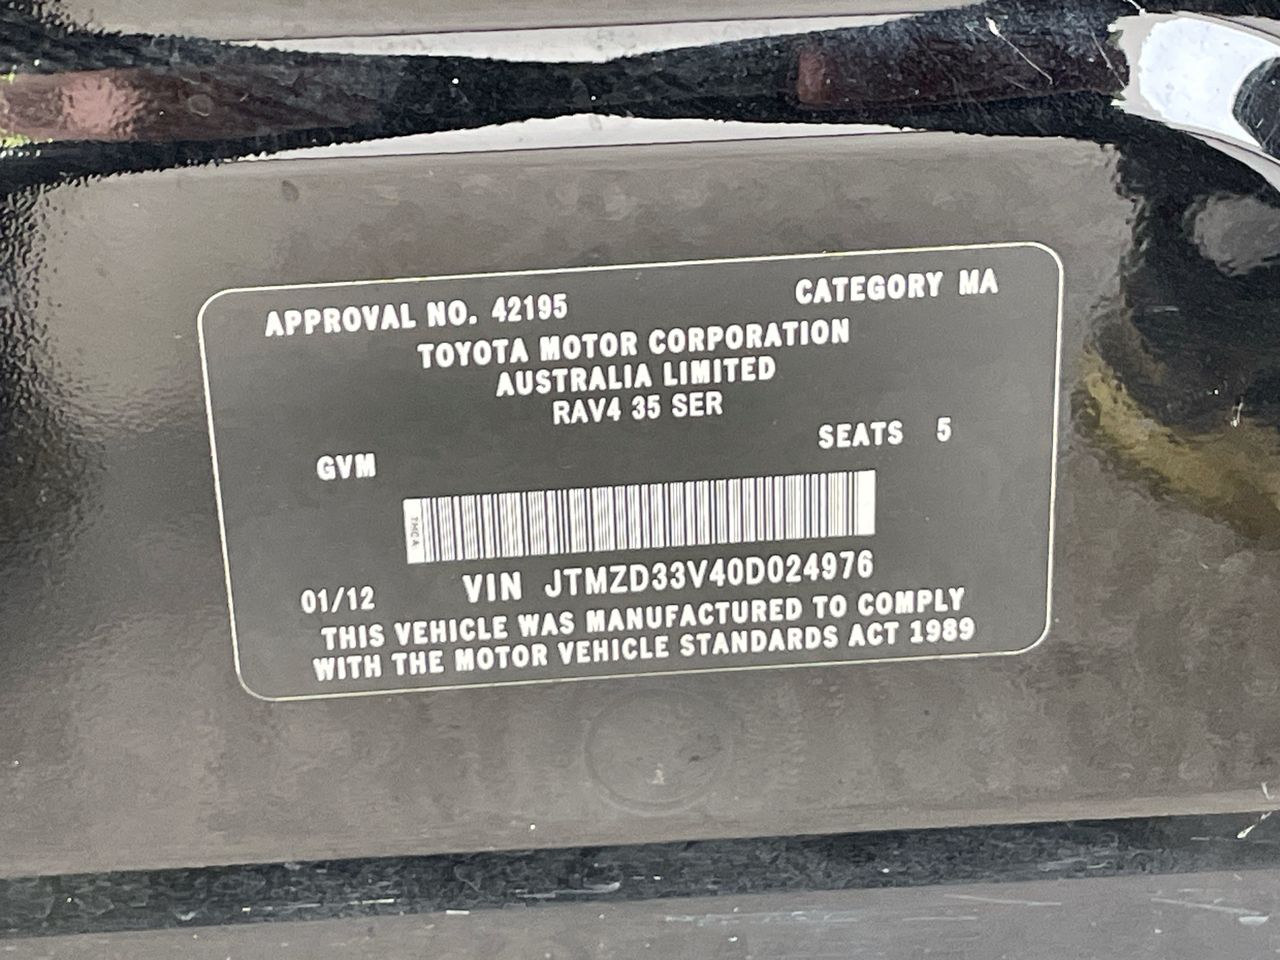 APPROVAL NO. 42195 CATEGORY MA
TOYOTA MOTOR CORPORATION
AUSTRALIA LIMITED
RAV4 35 SER
GVM SEATS 5
TMCA
01/12 VIN JTMZD33V40D024976
THIS VEHICLE WAS MANUFACTURED TO COMPLY
WITH THE MOTOR VEHICLE STANDARDS ACT 1989